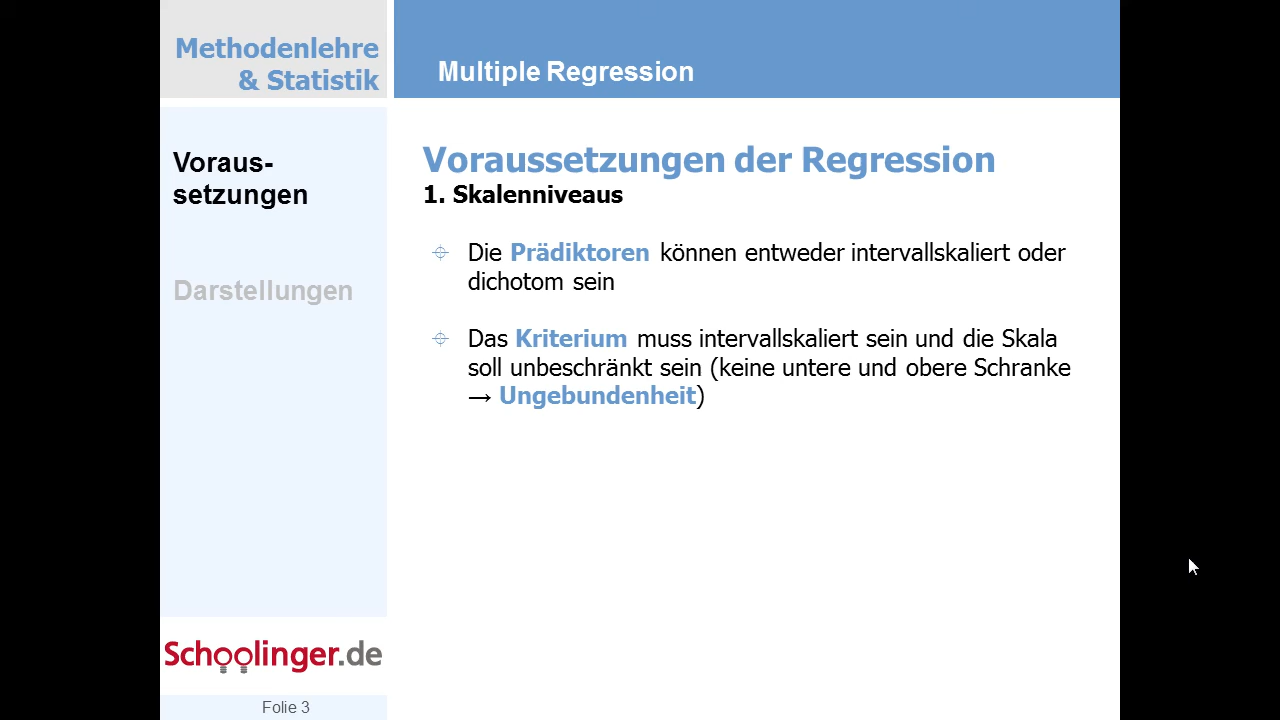 Methodenlehre
& Statistik
Multiple Regression
Voraus-
setzungen
Darstellungen
Voraussetzungen der Regression
1. Skalenniveaus
Die Prädiktoren können entweder intervallskaliert oder
dichotom sein
Das Kriterium muss intervallskaliert sein und die Skala
soll unbeschränkt sein (keine untere und obere Schranke
→ Ungebundenheit)
Schoolinger.de
Folie 3